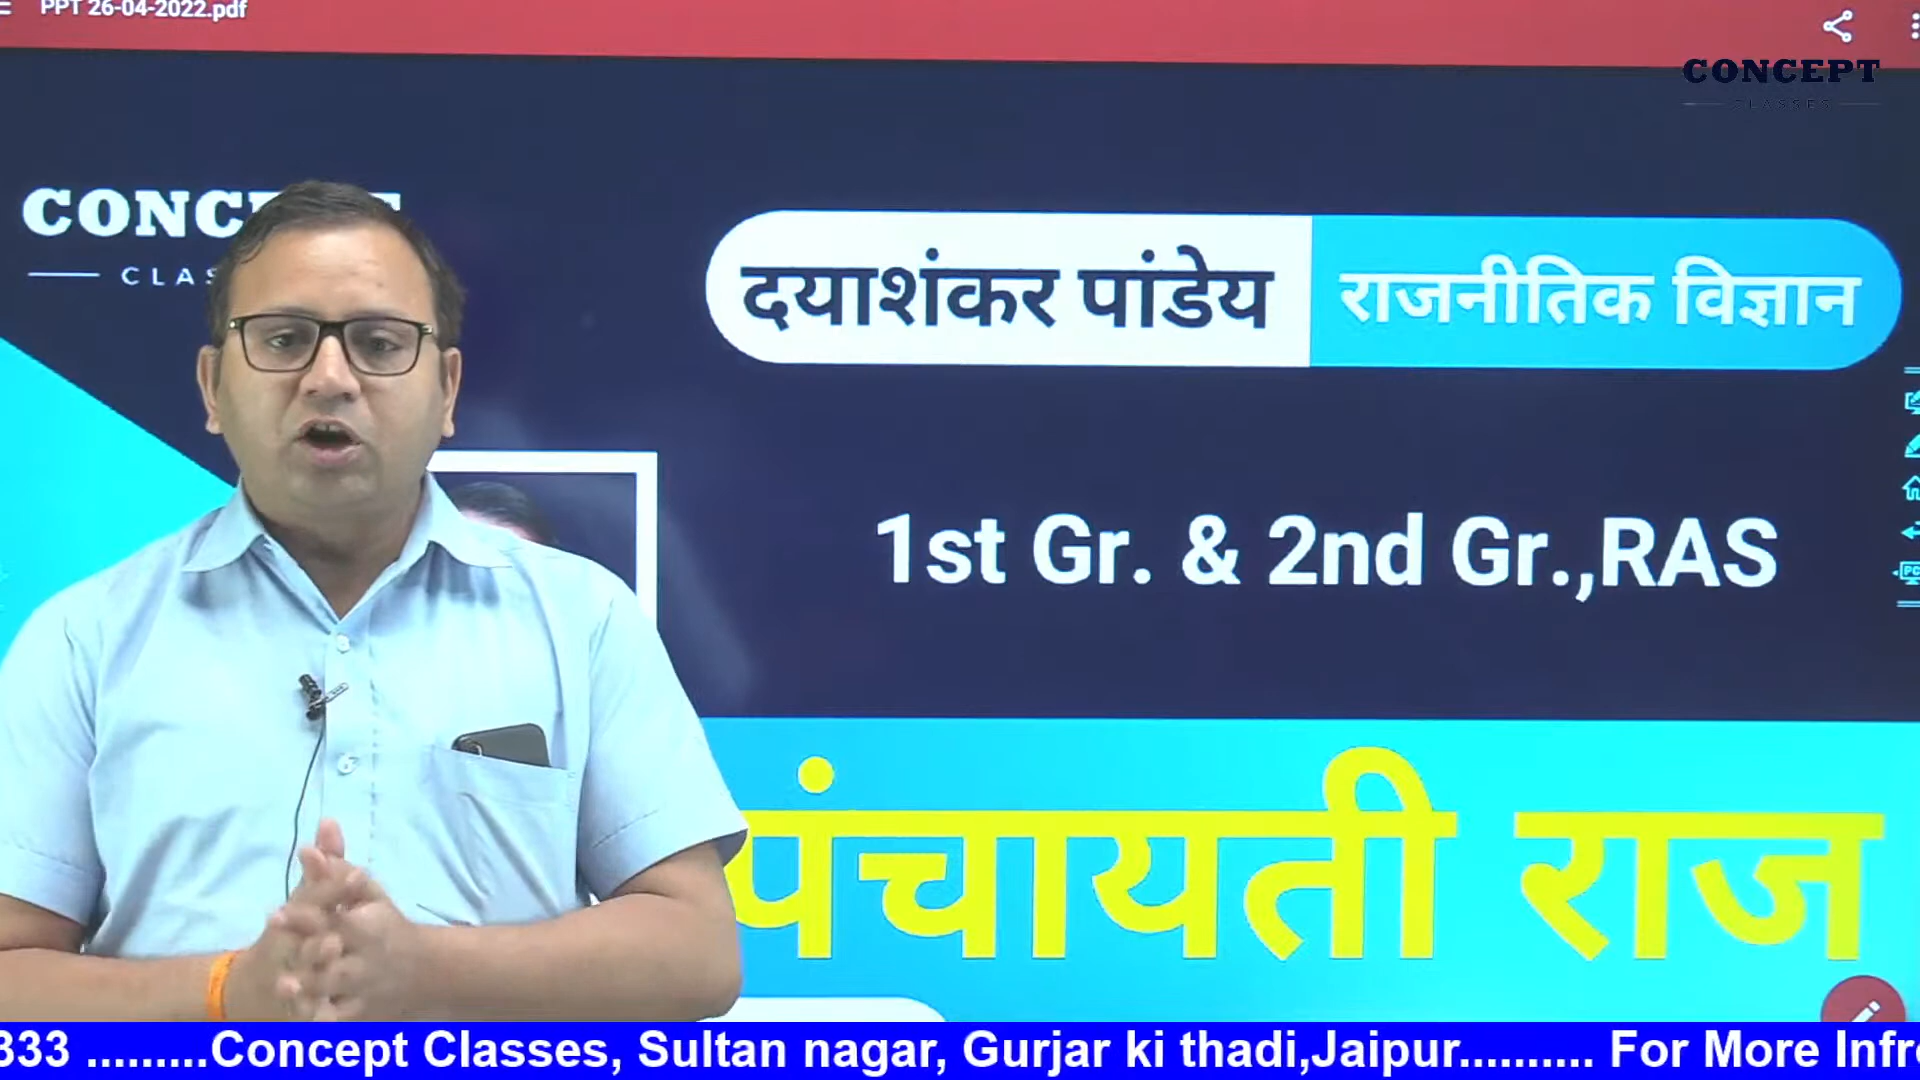 PPT 26-04-2022.pdf
CONCEPT
CLASSES
दयाशंकर पांडेय
राजनीतिक विज्ञान
1st Gr. & 2nd Gr.,RAS
पंचायती राज
333 .........Concept Classes, Sultan nagar, Gurjar ki thadi,Jaipur.......... For More